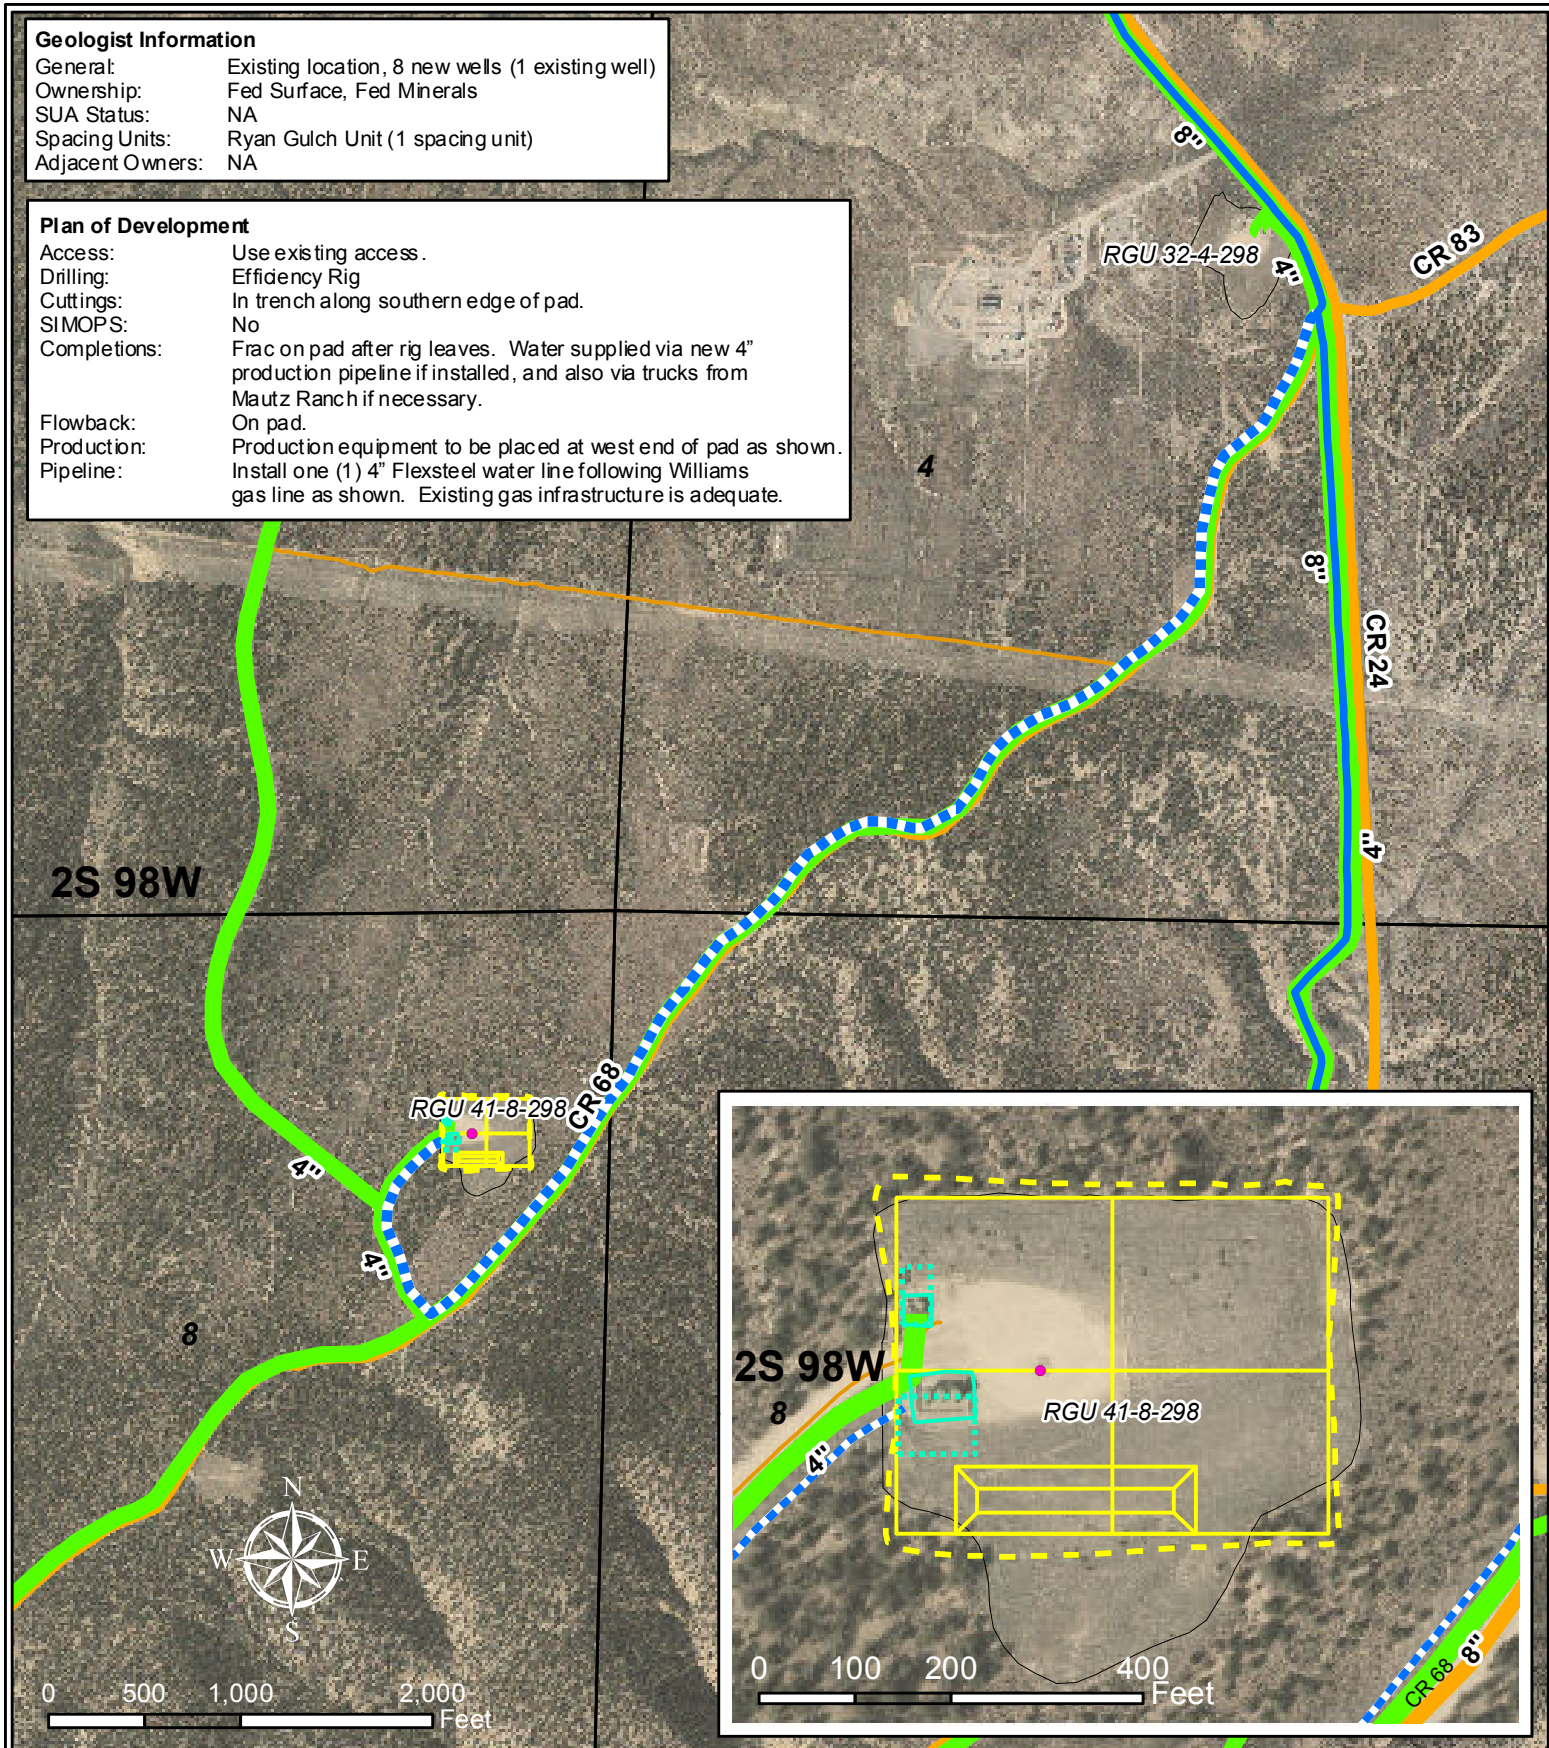 Geologist Information
General: Existing location, 8 new wells (1 existing well)
Ownership: Fed Surface, Fed Minerals
SUA Status: NA
Spacing Units: Ryan Gulch Unit (1 spacing unit)
Adjacent Owners: NA
Plan of Development
Access: Use existing access.
Drilling: Efficiency Rig
Cuttings: In trench along southern edge of pad.
SIMOPS: No
Completions: Frac on pad after rig leaves. Water supplied via new 4”
production pipeline if installed, and also via trucks from
Mautz Ranch if necessary.
Flowback: On pad.
Production: Production equipment to be placed at west end of pad as shown.
Pipeline: Install one (1) 4” Flexsteel water line following Williams
gas line as shown. Existing gas infrastructure is adequate.
8"
RGU 32-4-298
4"
CR 83
4
8"
CR 24
4"
2S 98W
RGU 41-8-298
CR 68
4"
4"
8
N
W E
S
0 500 1,000 2,000
Feet
2S 98W
8
RGU 41-8-298
4"
0 100 200 400
Feet
CR 68
8"